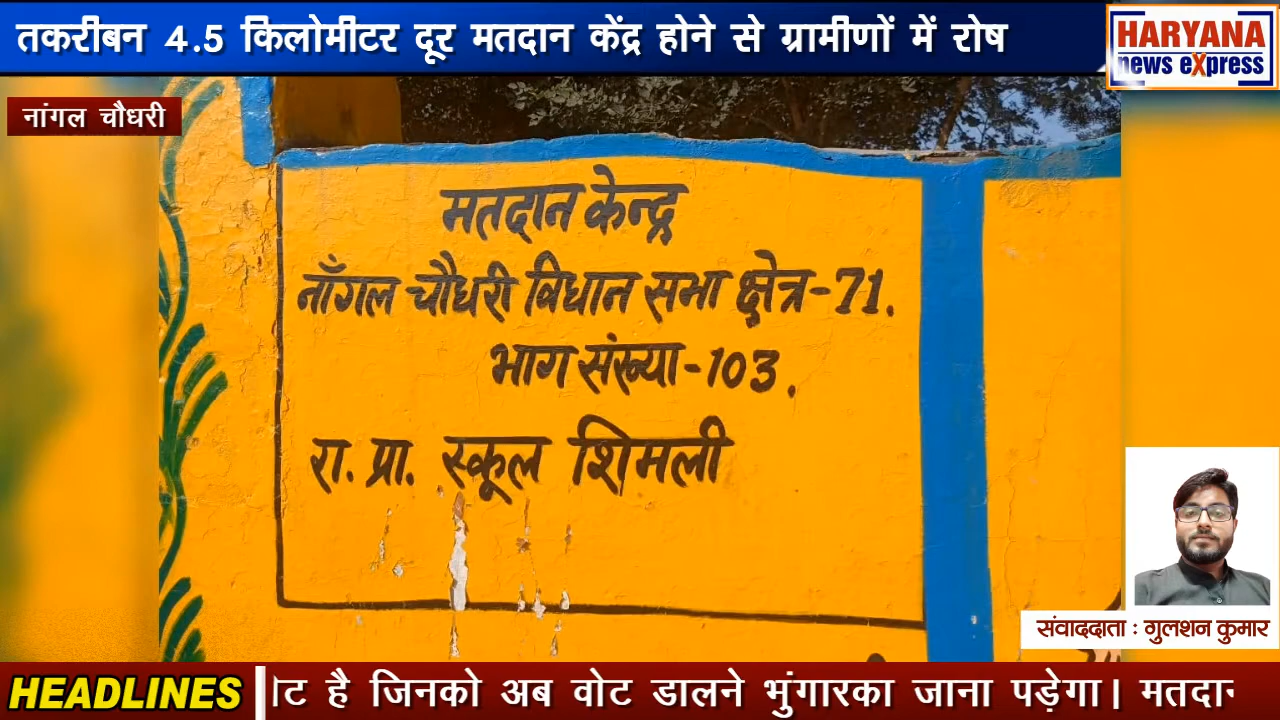 तकरीबन 4.5 किलोमीटर दूर मतदान केंद्र होने से ग्रामीणों में रोष
HARYANA
news eXpress
नांगल चौधरी
मतदान केन्द्र
नाँगल चौधरी विधान सभा क्षेत्र-71.
भाग संख्या-103.
रा. प्रा. स्कूल शिमली
संवाददाता : गुलशन कुमार
HEADLINES
है जिनको अब वोट डालने भुंगारका जाना पड़ेगा।